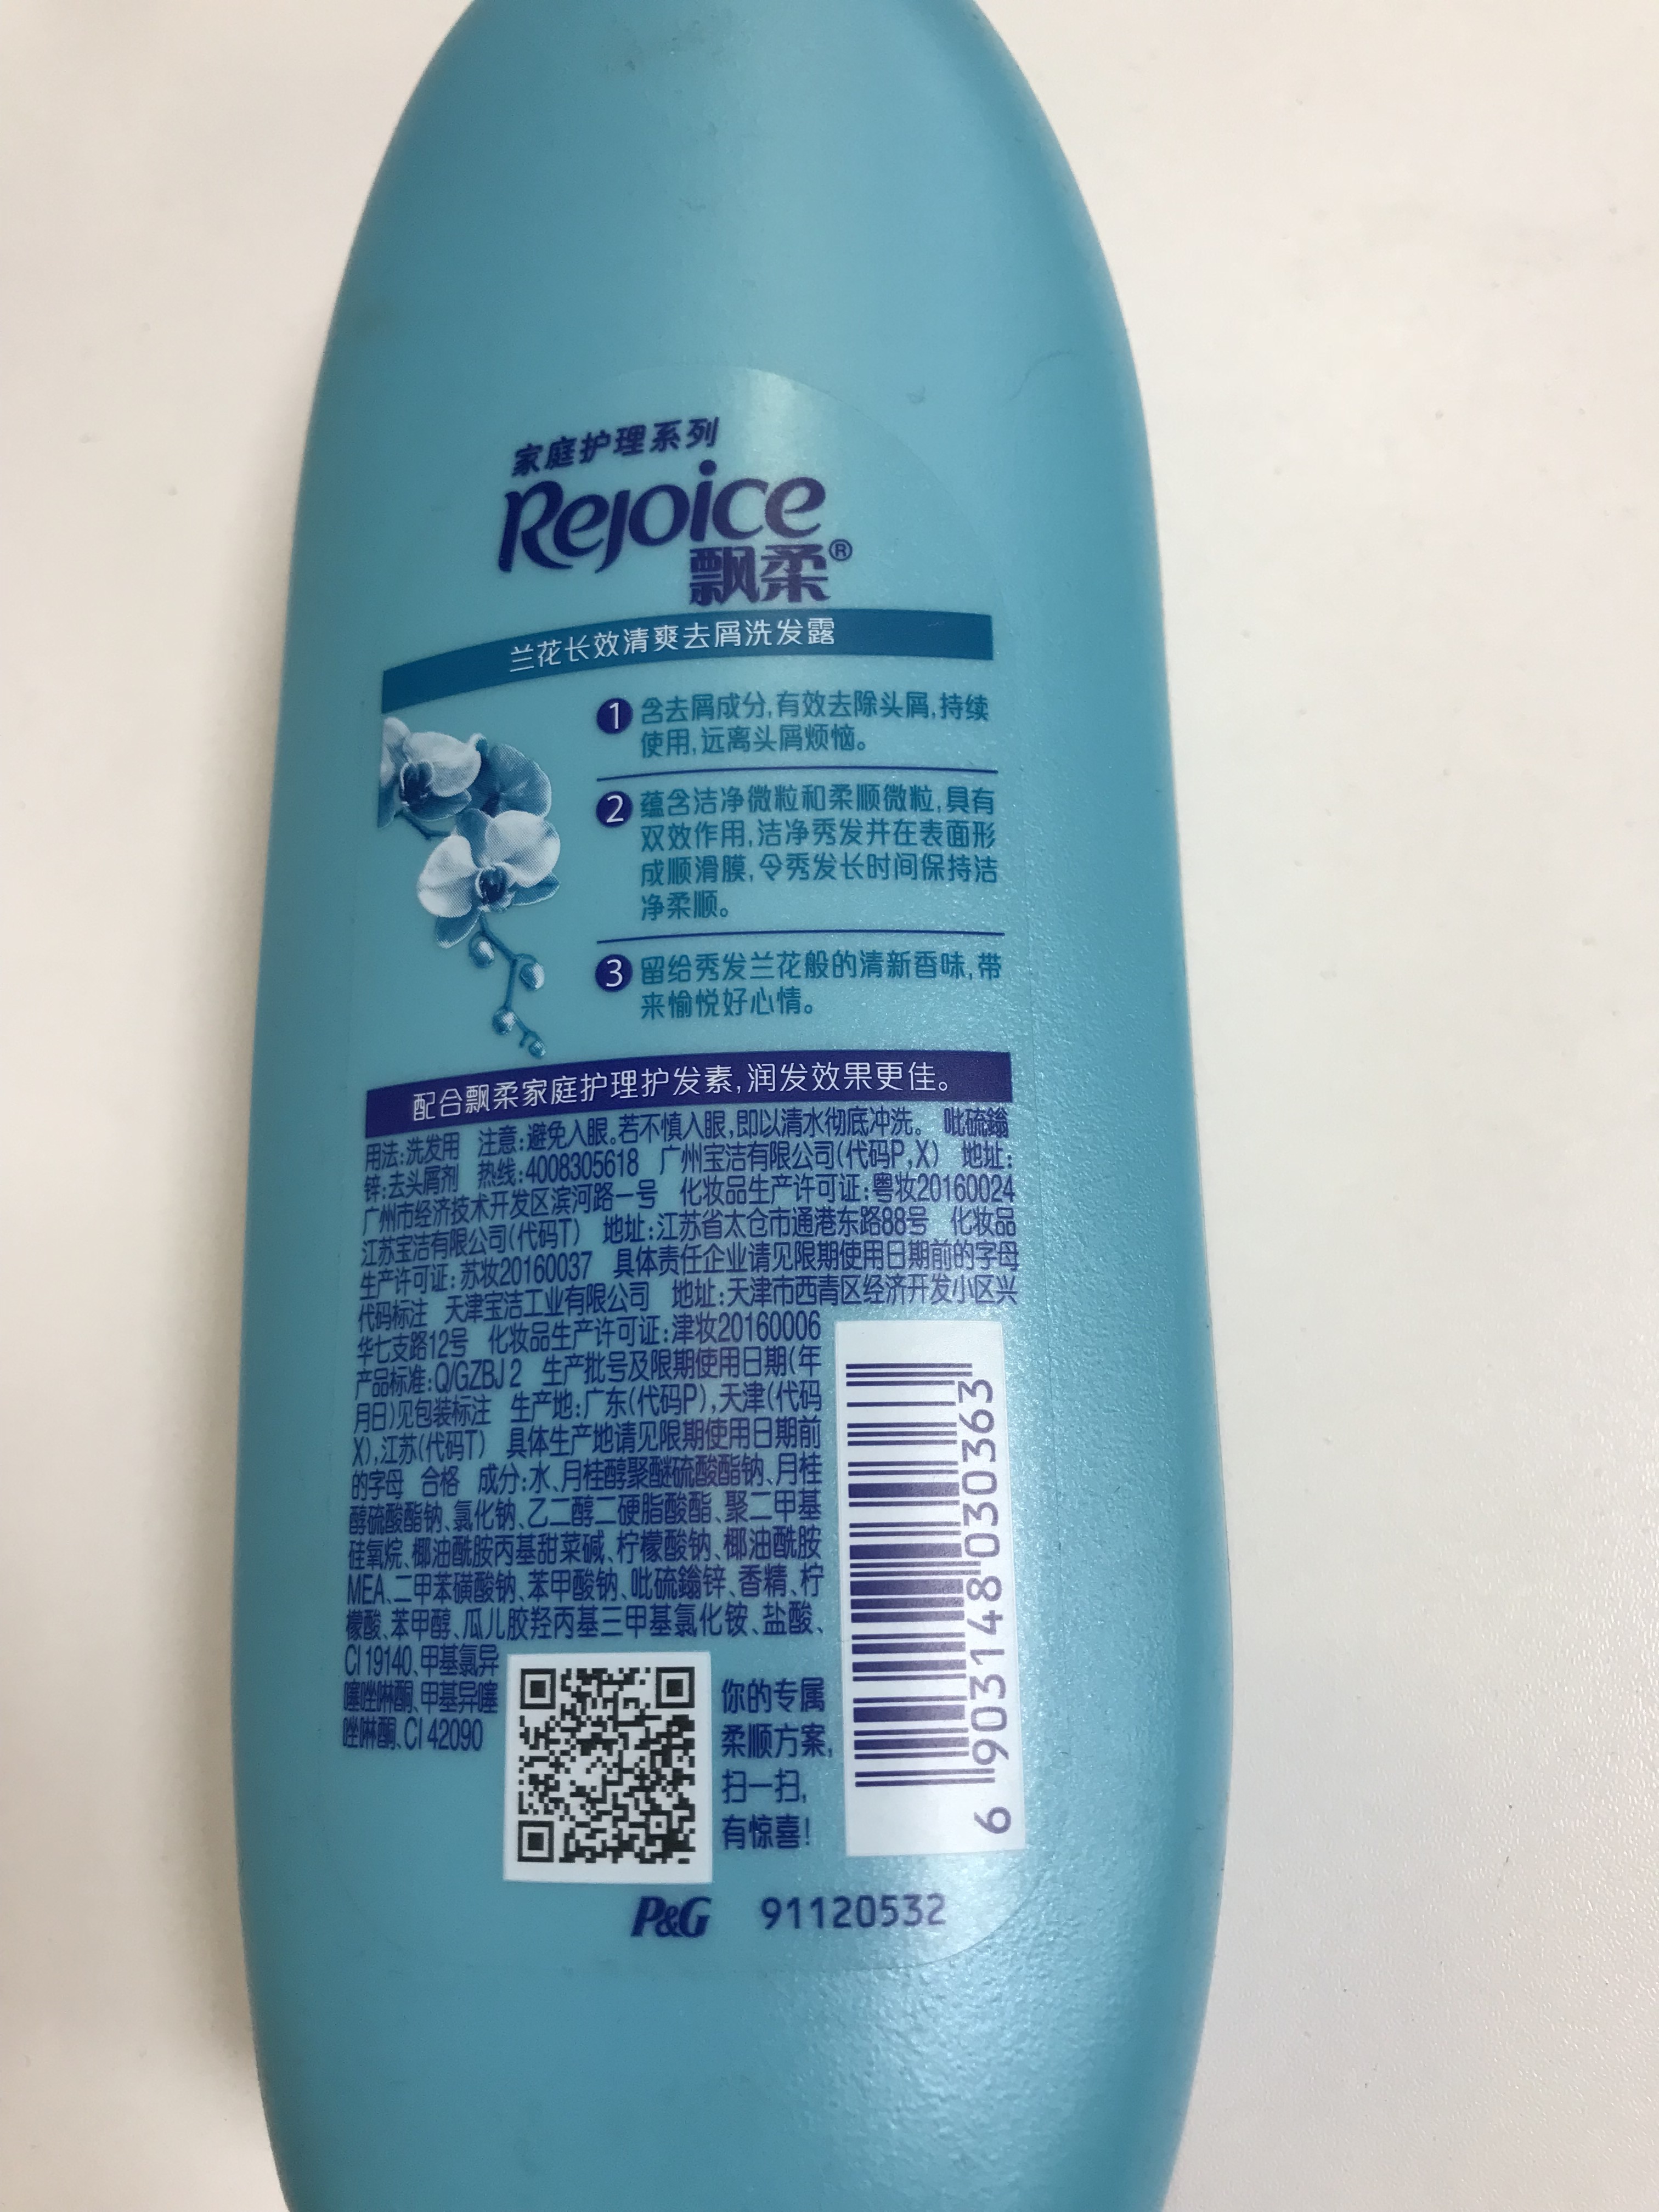 家庭护理系列
Rejoice
飘柔®
兰花长效清爽去屑洗发露
1 含去屑成分,有效去除头屑,持续
使用,远离头屑烦恼。
2 蕴含洁净微粒和柔顺微粒,具有
双效作用,洁净秀发并在表面形
成顺滑膜,令秀发长时间保持洁
净柔顺。
3 留给秀发兰花般的清新香味,带
来愉悦好心情。
配合飘柔家庭护理护发素,润发效果更佳。
用法:洗发用 注意:避免入眼。若不慎入眼,即以清水彻底冲洗。 吡硫鎓
锌:去头屑剂 热线:4008305618 广州宝洁有限公司(代码P,X) 地址:
广州市经济技术开发区滨河路一号 化妆品生产许可证:粤妆20160024
江苏宝洁有限公司(代码T) 地址:江苏省太仓市通港东路88号 化妆品
生产许可证:苏妆20160037 具体责任企业请见限期使用日期前的字母
代码标注 天津宝洁工业有限公司 地址:天津市西青区经济开发小区兴
华七支路12号 化妆品生产许可证:津妆20160006
产品标准:Q/GZBJ 2 生产批号及限期使用日期(年
月日)见包装标注 生产地:广东(代码P),天津(代码
X),江苏(代码T) 具体生产地请见限期使用日期前
的字母 合格 成分:水、月桂醇聚醚硫酸酯钠、月桂
醇硫酸酯钠、氯化钠、乙二醇二硬脂酸酯、聚二甲基
硅氧烷、椰油酰胺丙基甜菜碱、柠檬酸钠、椰油酰胺
MEA、二甲苯磺酸钠、苯甲酸钠、吡硫鎓锌、香精、柠
檬酸、苯甲醇、瓜儿胶羟丙基三甲基氯化铵、盐酸、
CI 19140、甲基氯异
噻唑啉酮、甲基异噻
唑啉酮、CI 42090
你的专属
柔顺方案,
扫一扫,
有惊喜!
6 903148 030363
P&G 91120532